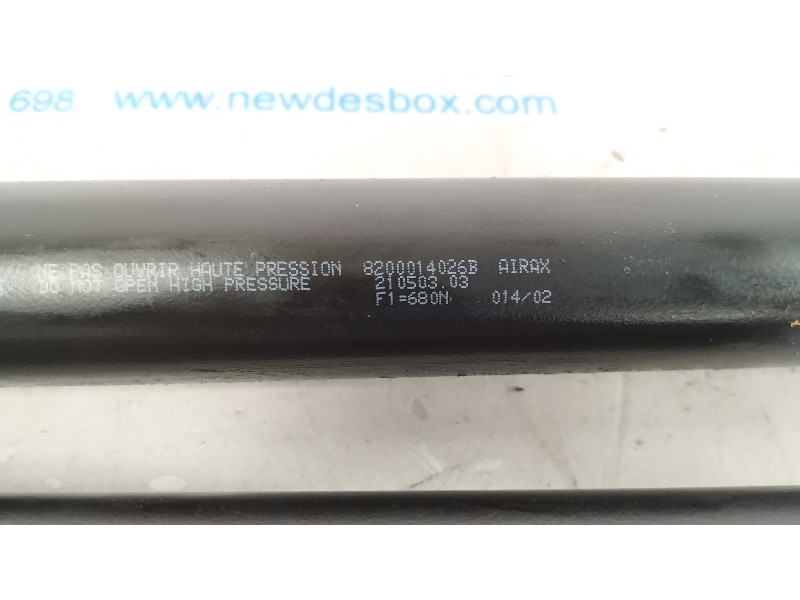 698 www.newdesbox.com
NE PAS OUVRIR HAUTE PRESSION 8200014026B AIRAX
DO NOT OPEN HIGH PRESSURE 210503.03
F1=680N 014/02